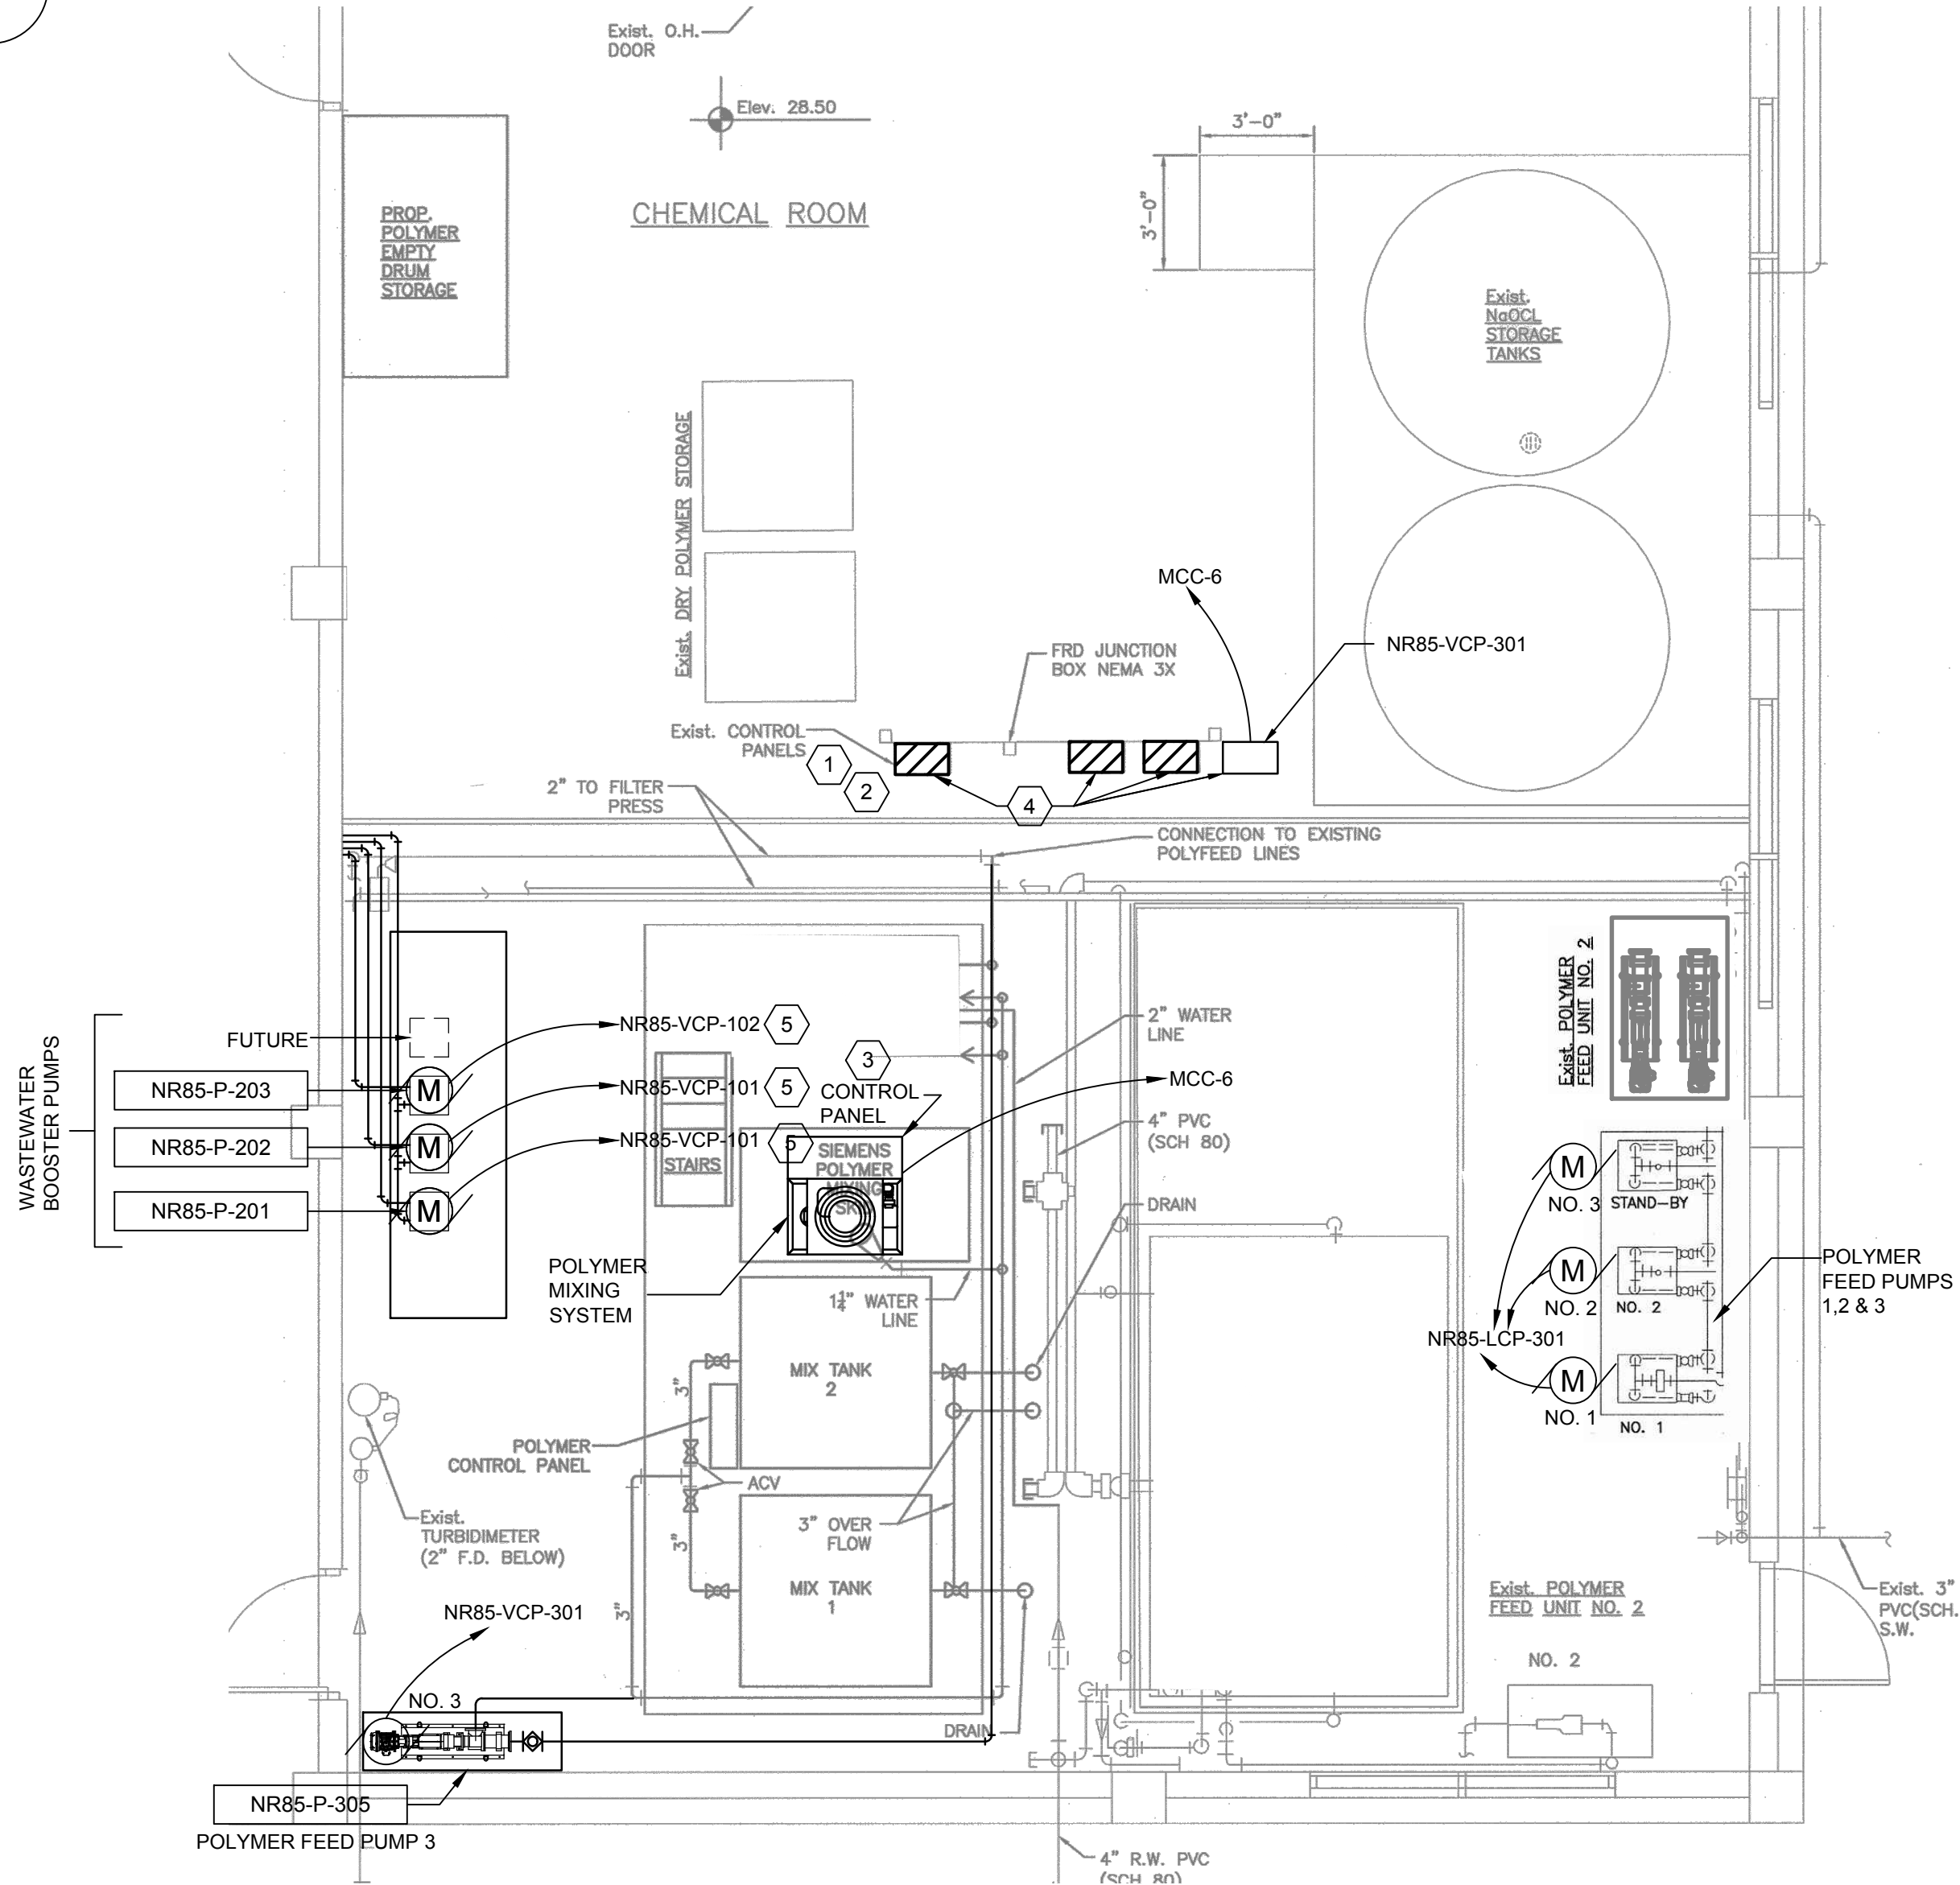 Exist. O.H.
DOOR
Elev. 28.50
3'-0"
3'-0"
CHEMICAL ROOM
PROP.
POLYMER
EMPTY
DRUM
STORAGE
Exist.
NaOCL
STORAGE
TANKS
Exist. DRY POLYMER STORAGE
MCC-6
NR85-VCP-301
FRD JUNCTION
BOX NEMA 3X
Exist. CONTROL
PANELS
1
2
4
2" TO FILTER
PRESS
CONNECTION TO EXISTING
POLYFEED LINES
Exist. POLYMER
FEED UNIT NO. 2
WASTEWATER
BOOSTER PUMPS
FUTURE
NR85-P-203
NR85-P-202
NR85-P-201
M
M
M
NR85-VCP-102
5
NR85-VCP-101
5
NR85-VCP-101
5
3
CONTROL
PANEL
MCC-6
2" WATER
LINE
4" PVC
(SCH 80)
STAIRS
SIEMENS
POLYMER
MIXING
DRAIN
POLYMER
MIXING
SYSTEM
1¼" WATER
LINE
M
NO. 3
STAND-BY
M
NO. 2
NO. 2
POLYMER
FEED PUMPS
1,2 & 3
NR85-LCP-301
M
NO. 1
NO. 1
MIX TANK
2
3"
POLYMER
CONTROL PANEL
ACV
3"
3" OVER
FLOW
Exist.
TURBIDIMETER
(2" F.D. BELOW)
MIX TANK
1
3"
NR85-VCP-301
NO. 3
DRAIN
NR85-P-305
POLYMER FEED PUMP 3
Exist. POLYMER
FEED UNIT NO. 2
NO. 2
Exist. 3"
PVC(SCH.
S.W.
4" R.W. PVC
(SCH 80)